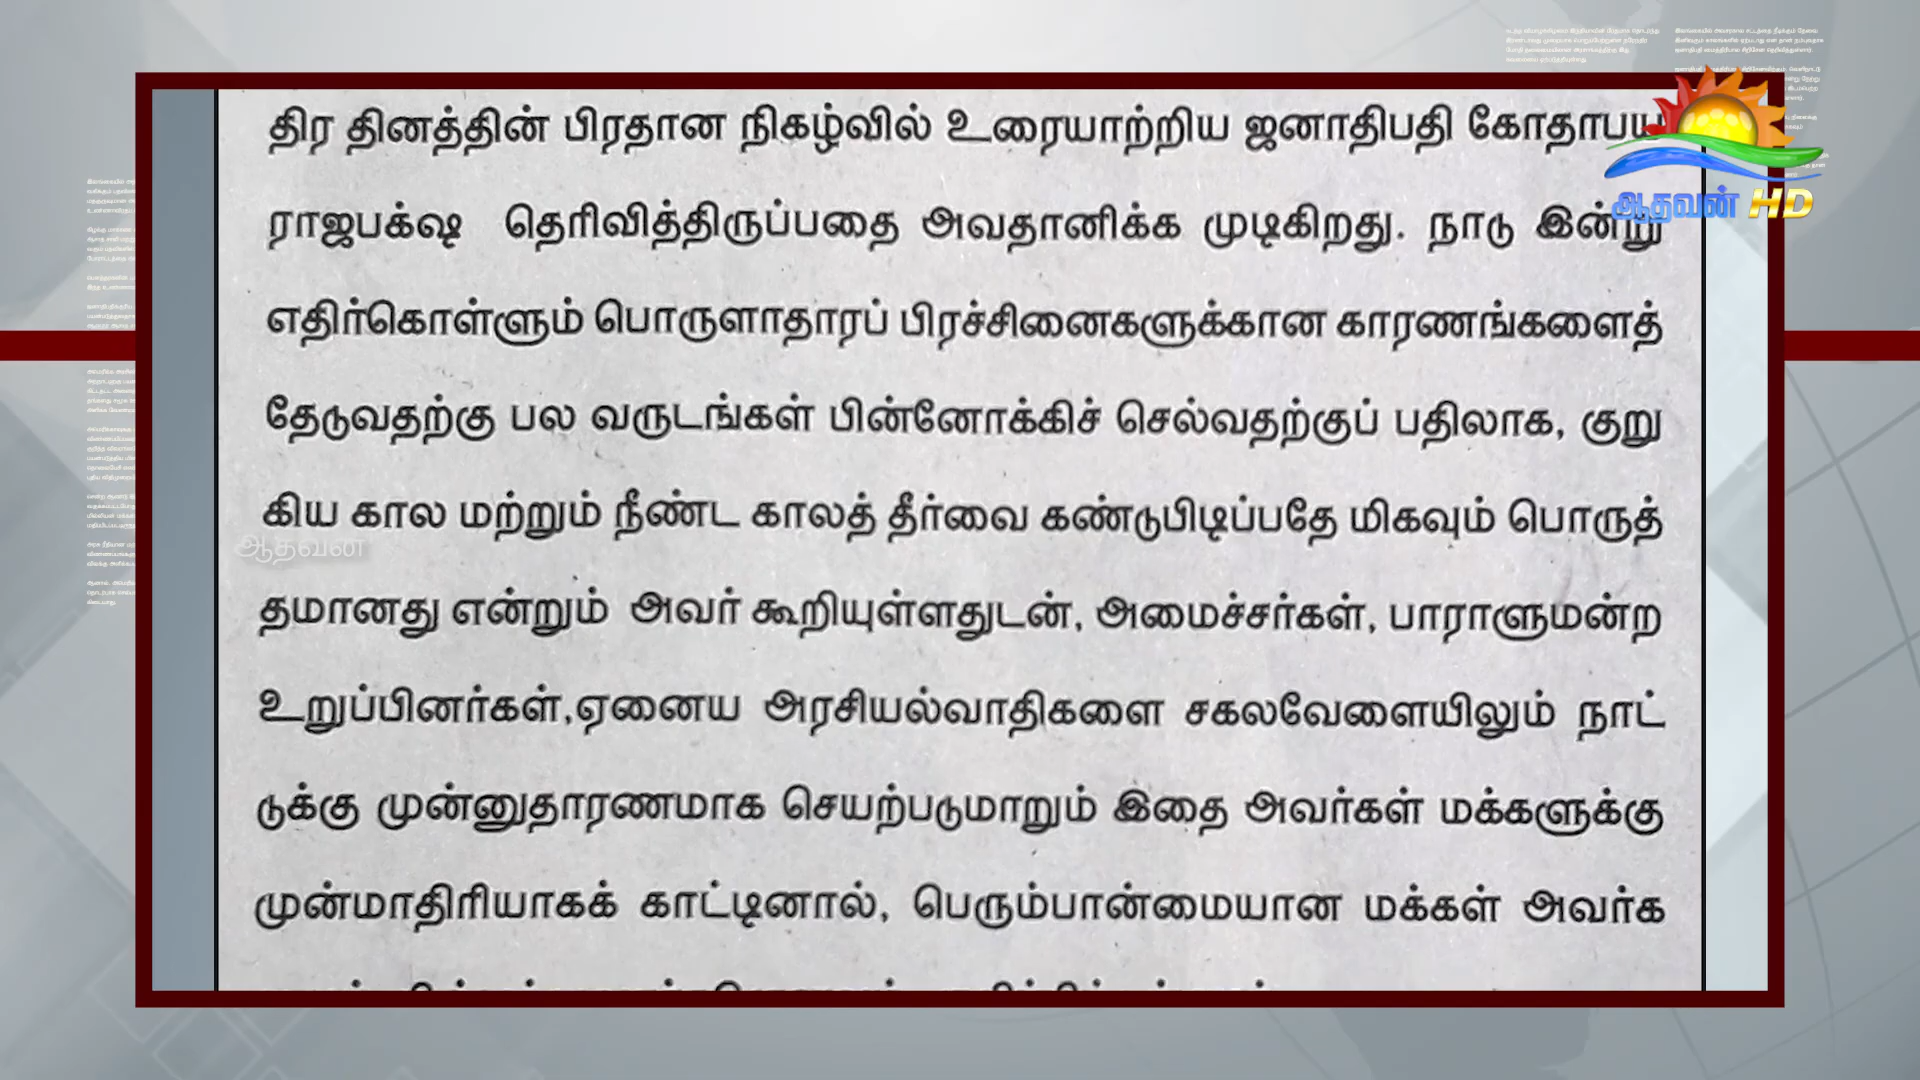 திர தினத்தின் பிரதான நிகழ்வில் உரையாற்றிய ஜனாதிபதி கோதாபய
ராஜபக்ஷ தெரிவித்திருப்பதை அவதானிக்க முடிகிறது. நாடு இன்று
எதிர்கொள்ளும் பொருளாதாரப் பிரச்சினைகளுக்கான காரணங்களைத்
தேடுவதற்கு பல வருடங்கள் பின்னோக்கிச் செல்வதற்குப் பதிலாக, குறு
கிய கால மற்றும் நீண்ட காலத் தீர்வை கண்டுபிடிப்பதே மிகவும் பொருத்
தமானது என்றும் அவர் கூறியுள்ளதுடன், அமைச்சர்கள், பாராளுமன்ற
உறுப்பினர்கள்,ஏனைய அரசியல்வாதிகளை சகலவேளையிலும் நாட்
டுக்கு முன்னுதாரணமாக செயற்படுமாறும் இதை அவர்கள் மக்களுக்கு
முன்மாதிரியாகக் காட்டினால், பெரும்பான்மையான மக்கள் அவர்க
ஆதவன் HD
ஆதவன்